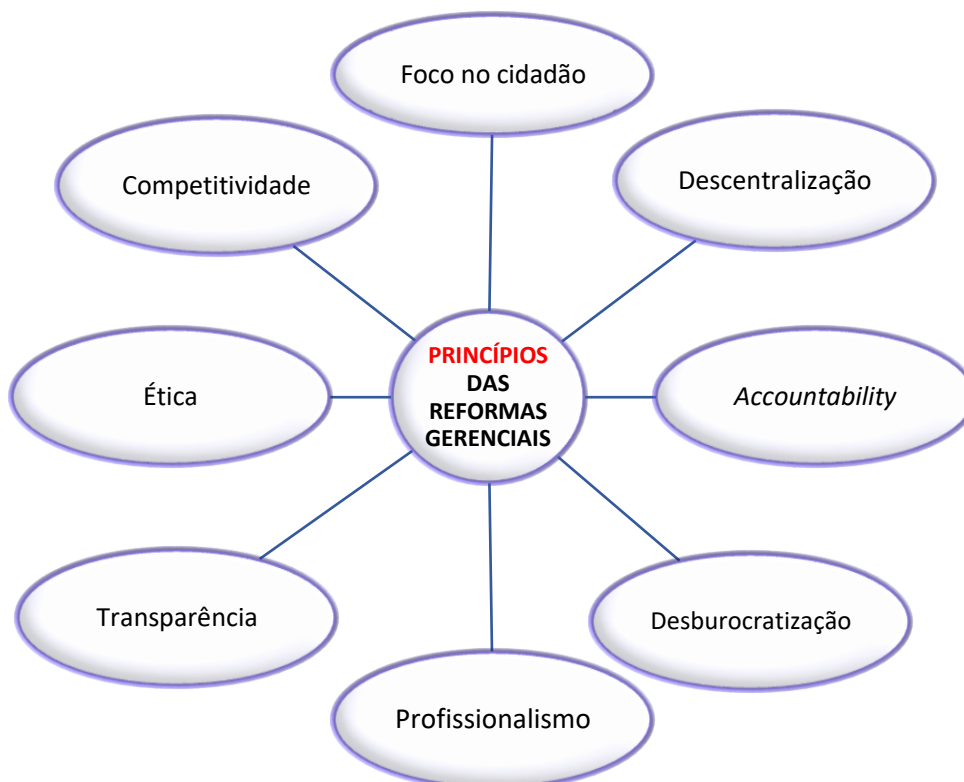 Foco no cidadão
Competitividade
Descentralização
PRINCÍPIOS
DAS
REFORMAS
GERENCIAIS
Ética
Accountability
Transparência
Desburocratização
Profissionalismo